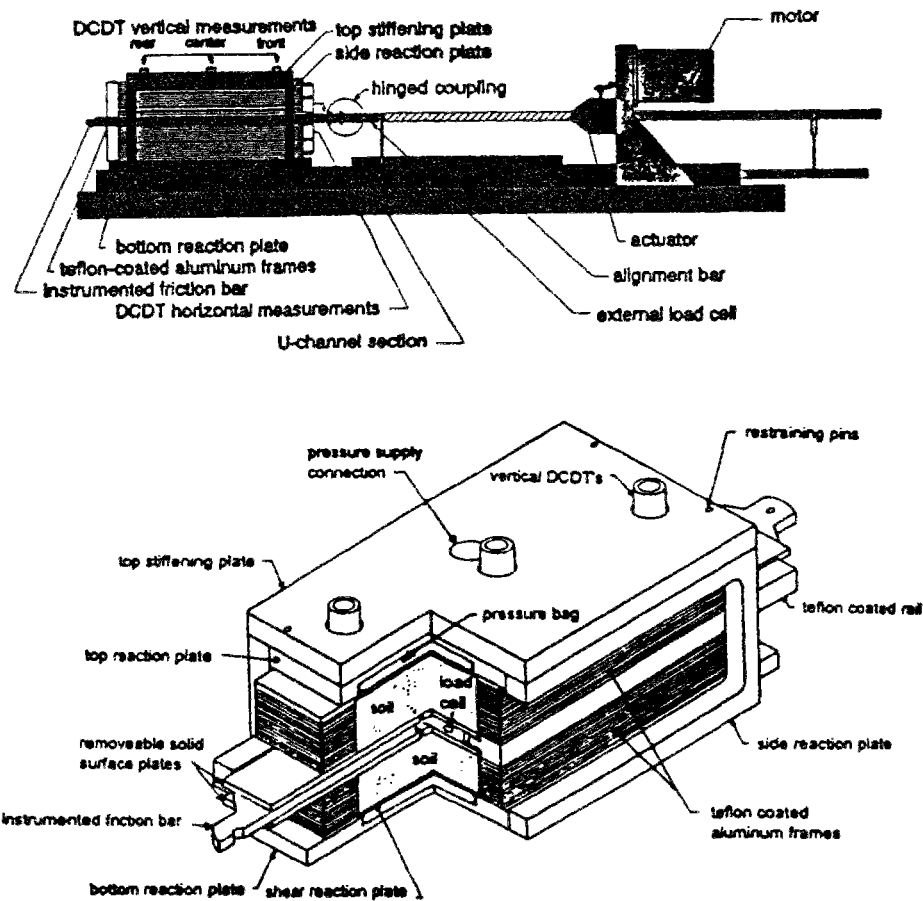 DCDT vertical measurements
rear center front
top stiffening plate
side reaction plate
hinged coupling
motor
bottom reaction plate
teflon-coated aluminum frames
instrumented friction bar
DCDT horizontal measurements
U-channel section
actuator
alignment bar
external load cell
pressure supply
connection
vertical DCDT's
restraining pins
top stiffening plate
pressure bag
teflon coated rail
top reaction plate
load
cell
soil
soil
removeable solid
surface plates
side reaction plate
instrumented friction bar
teflon coated
aluminum frames
bottom reaction plate
shear reaction plate